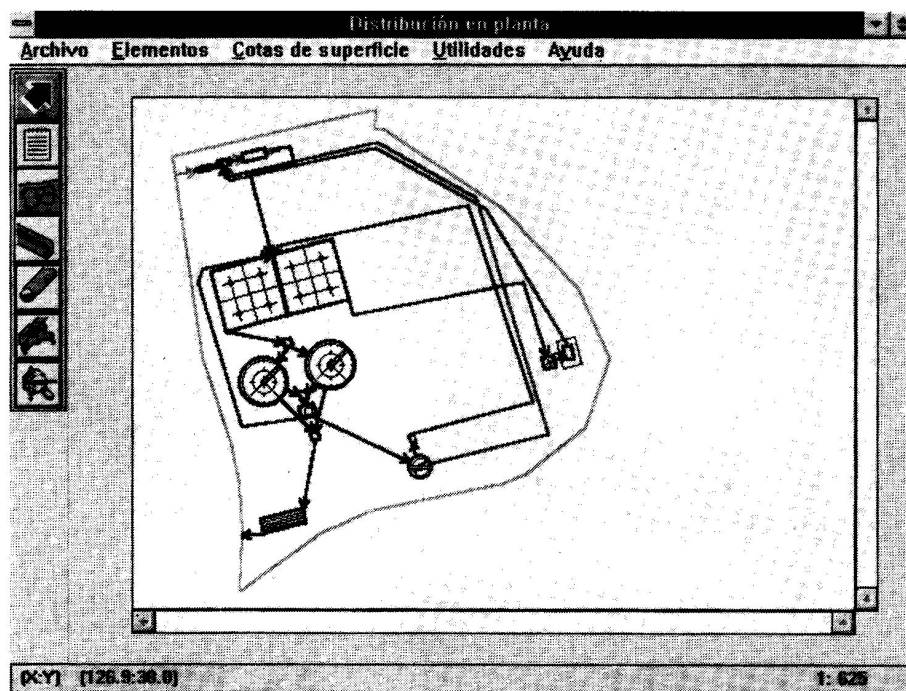 Distribución en planta
Archivo Elementos Cotas de superficie Utilidades Ayuda
(X:Y) (126.9:38.0)
1: 625